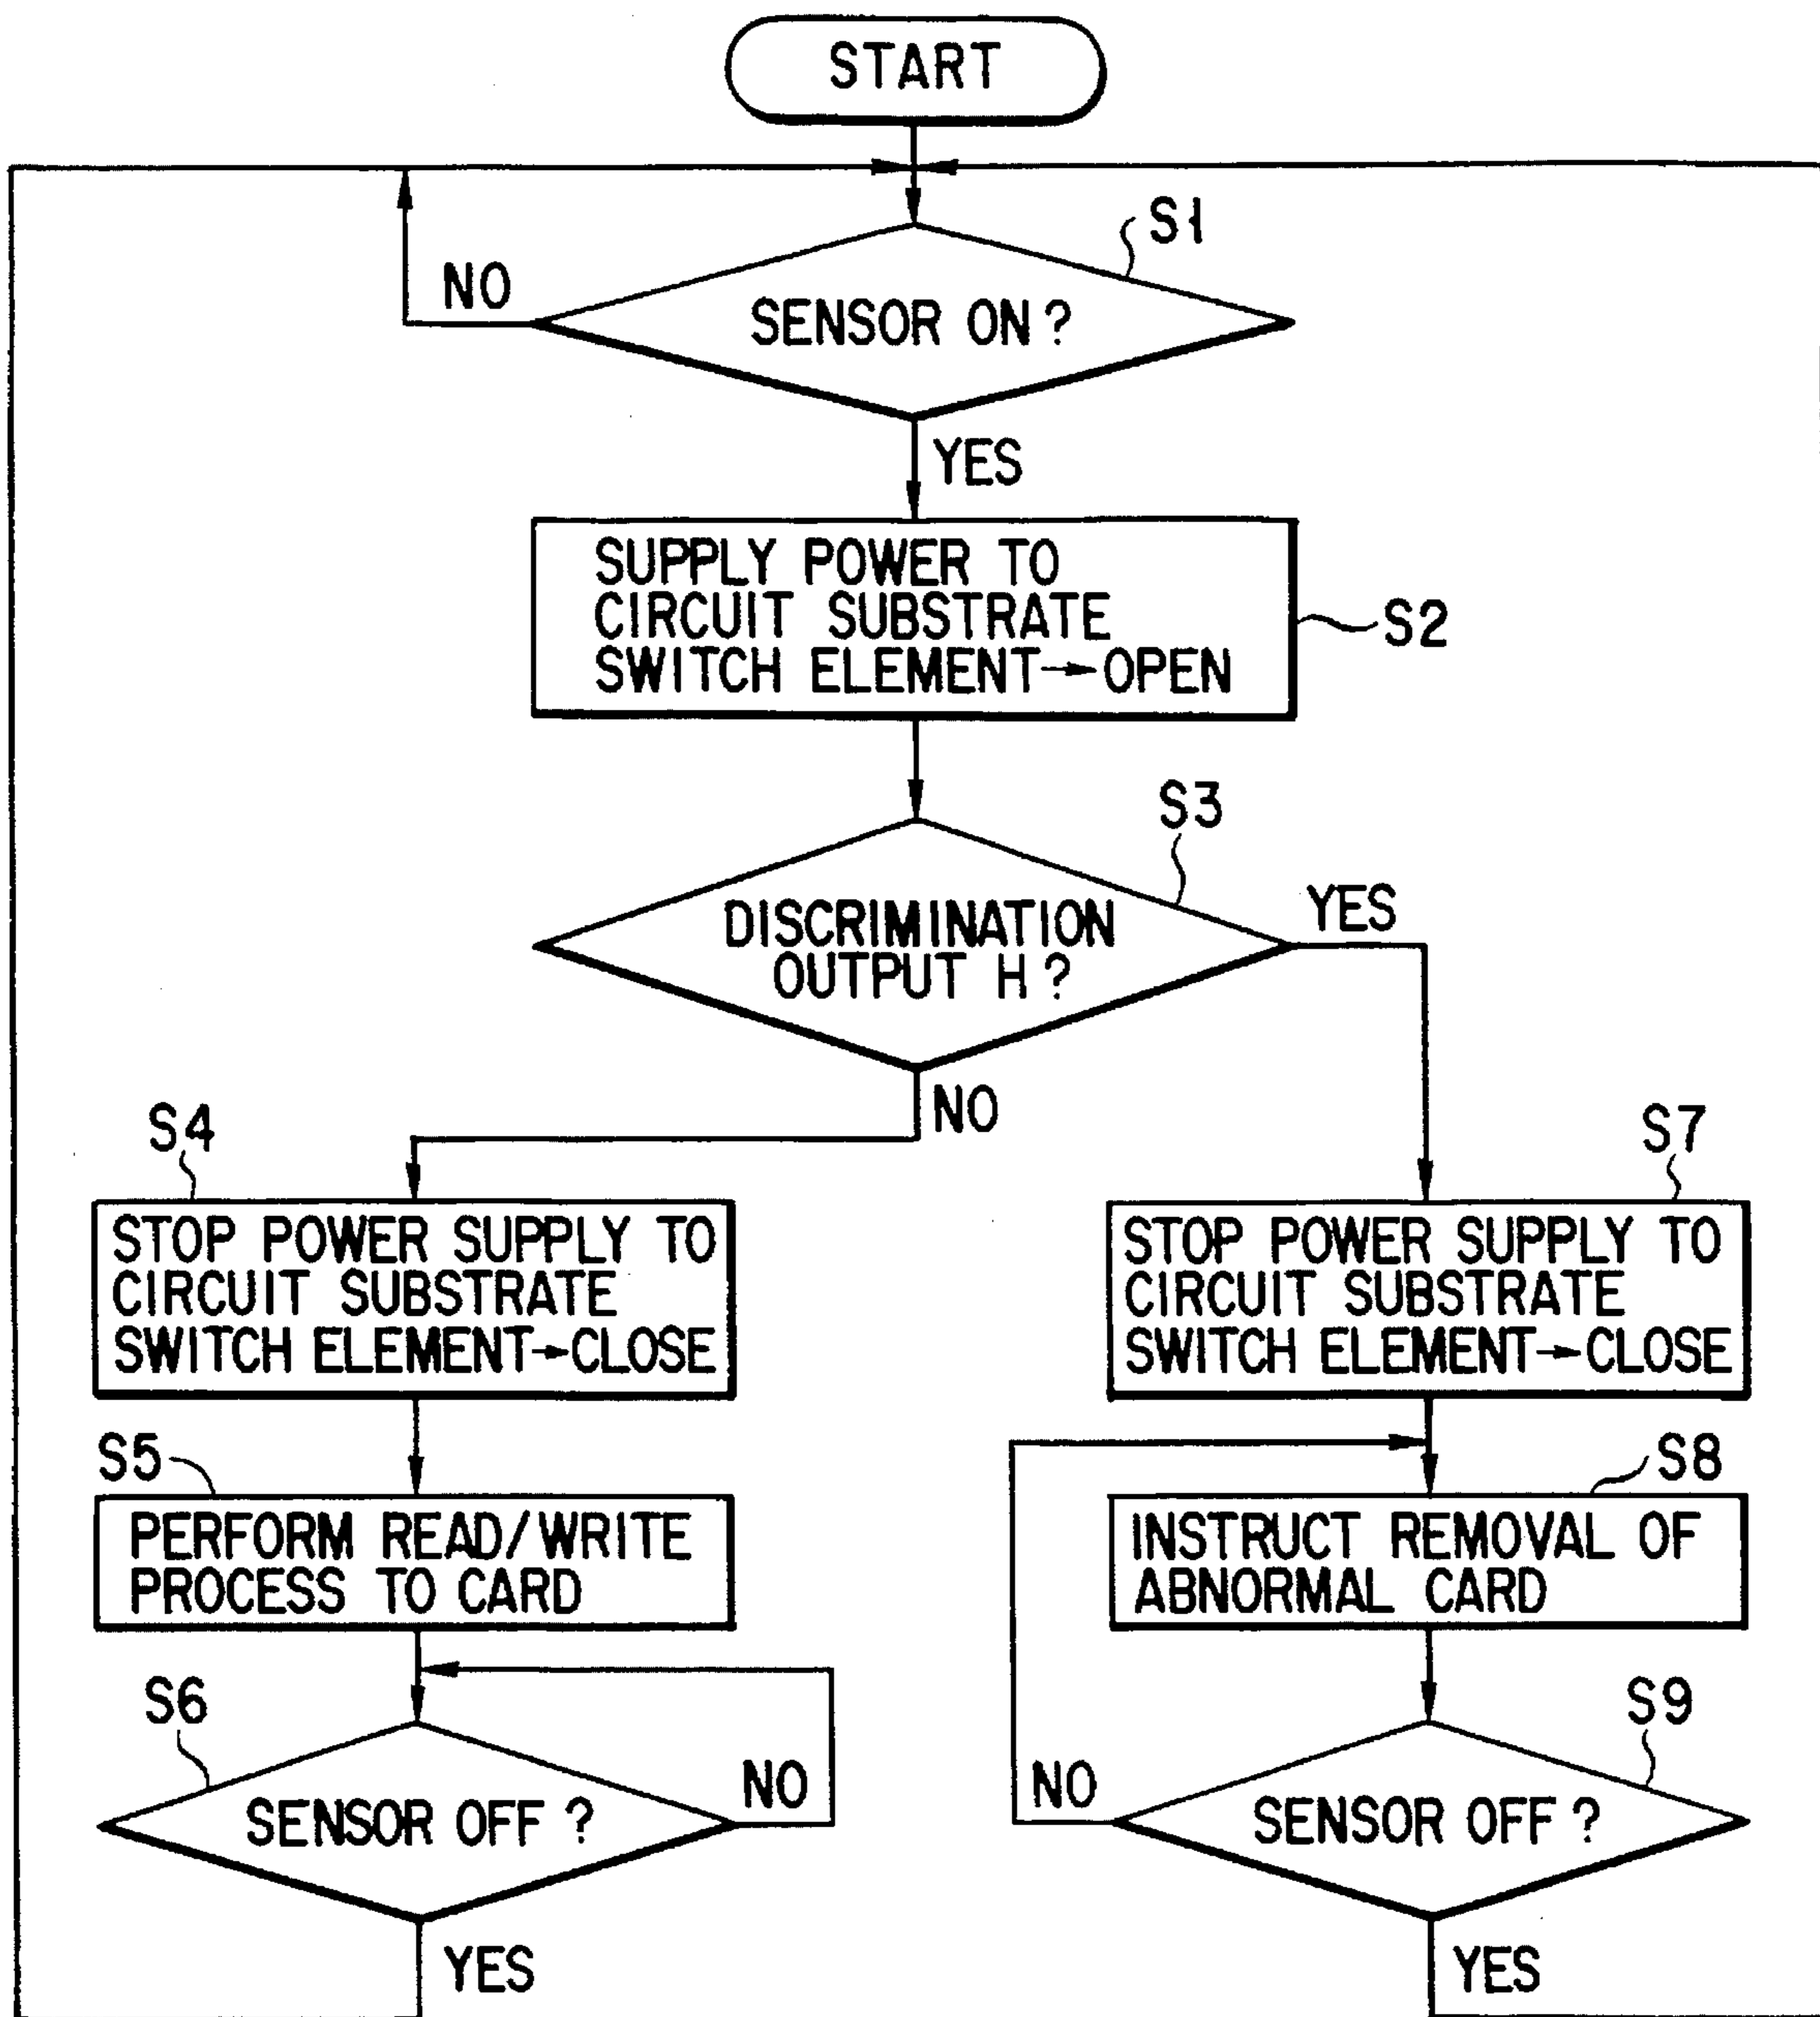 START
S1
NO
SENSOR ON?
YES
SUPPLY POWER TO
CIRCUIT SUBSTRATE
SWITCH ELEMENT→OPEN
S2
S3
DISCRIMINATION
OUTPUT H?
YES
NO
S4
STOP POWER SUPPLY TO
CIRCUIT SUBSTRATE
SWITCH ELEMENT→CLOSE
S5
PERFORM READ/WRITE
PROCESS TO CARD
S6
SENSOR OFF?
NO
YES
S7
STOP POWER SUPPLY TO
CIRCUIT SUBSTRATE
SWITCH ELEMENT→CLOSE
S8
INSTRUCT REMOVAL OF
ABNORMAL CARD
S9
NO
SENSOR OFF?
YES